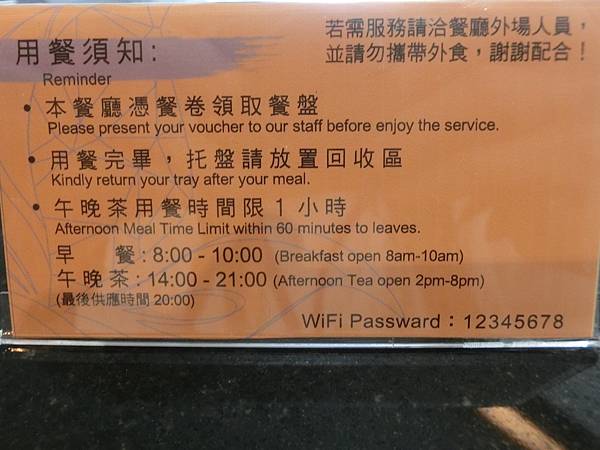 若需服務請洽餐廳外場人員，
並請勿攜帶外食，謝謝配合！
用餐須知:
Reminder
• 本餐廳憑餐卷領取餐盤
Please present your voucher to our staff before enjoy the service.
• 用餐完畢，托盤請放置回收區
Kindly return your tray after your meal.
• 午晚茶用餐時間限1小時
Afternoon Meal Time Limit within 60 minutes to leaves.
早 餐:8:00 - 10:00 (Breakfast open 8am-10am)
午晚茶:14:00 - 21:00 (Afternoon Tea open 2pm-8pm)
(最後供應時間 20:00)
WiFi Passward：12345678